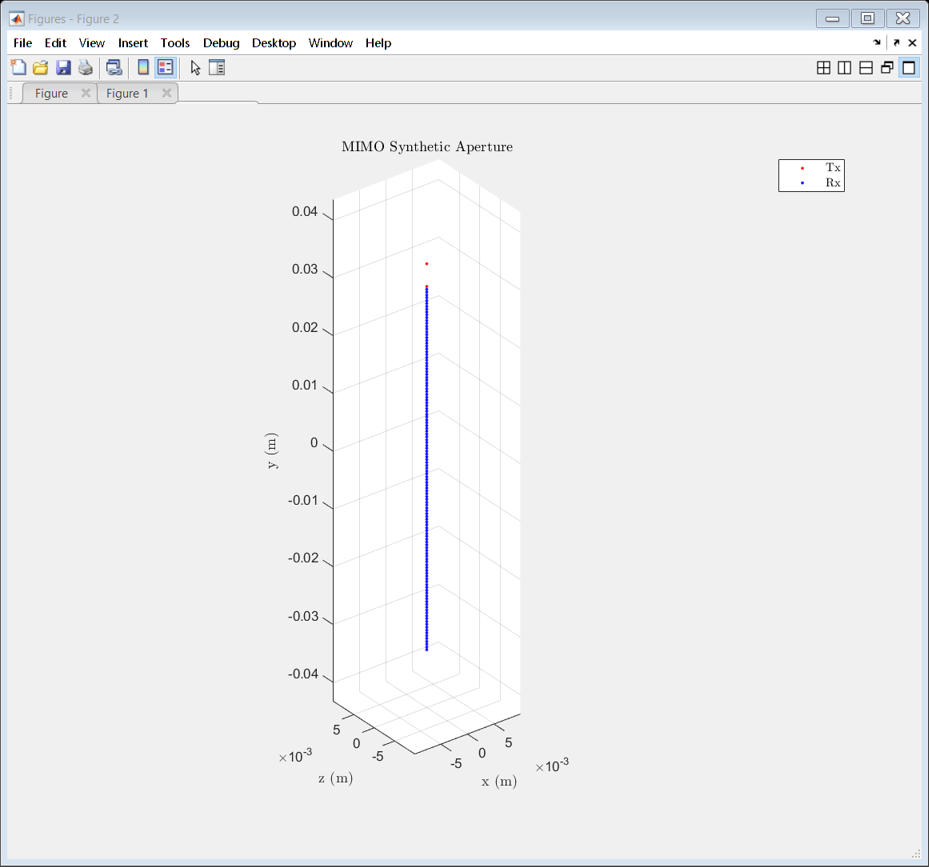 Figures - Figure 2
File Edit View Insert Tools Debug Desktop Window Help
Figure Figure 1
MIMO Synthetic Aperture
Tx
Rx
0.04
0.03
0.02
0.01
0
-0.01
-0.02
-0.03
-0.04
y (m)
5
0
-5
×10⁻³
z (m)
-5
0
5
×10⁻³
x (m)